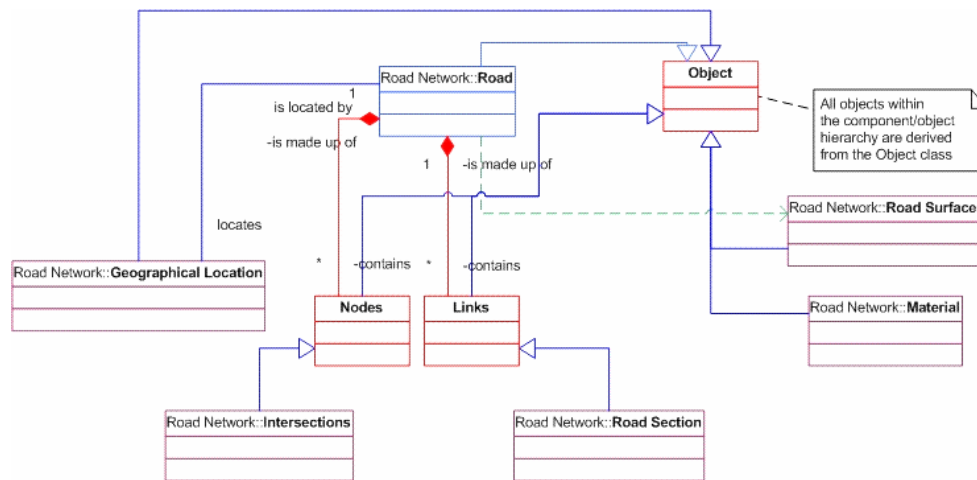 Road Network::Road
Object
1
is located by
-is made up of
1
-is made up of
All objects within
the component/object
hierarchy are derived
from the Object class
Road Network::Road Surface
locates
Road Network::Geographical Location
*
-contains
*
-contains
Nodes
Links
Road Network::Material
Road Network::Intersections
Road Network::Road Section